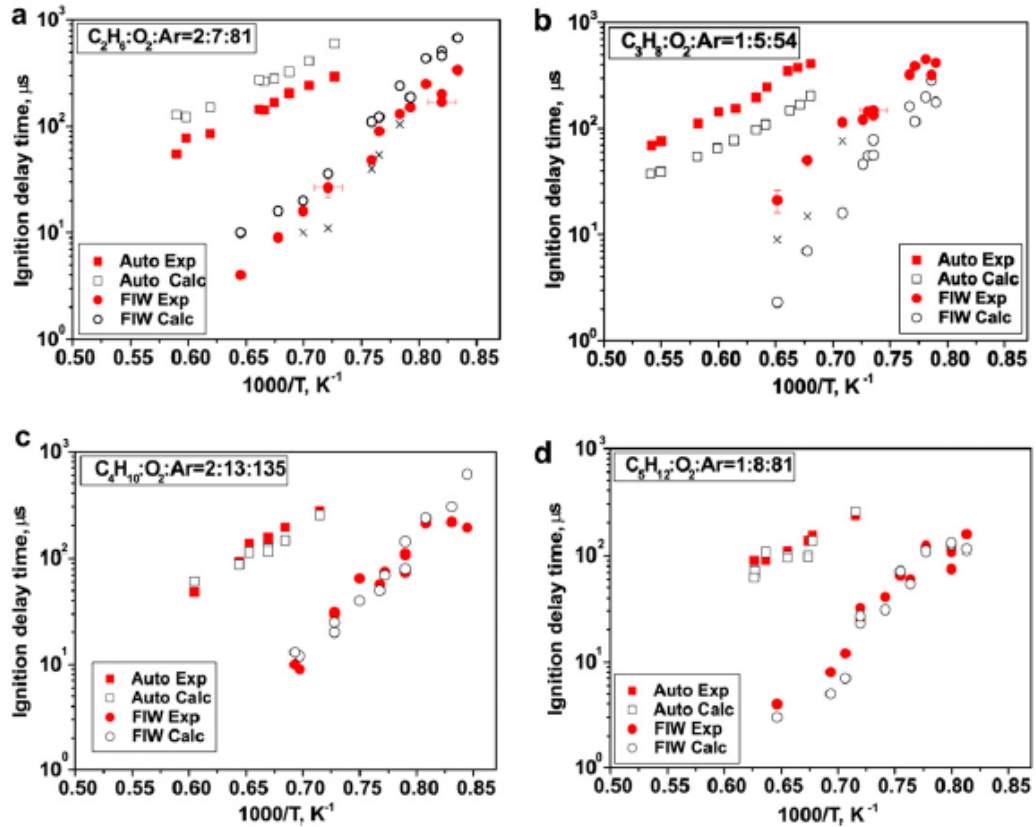 a
C2H6:O2:Ar=2:7:81
10^3
10^2
10^1
10^0
Ignition delay time, μs
Auto Exp
Auto Calc
FIW Exp
FIW Calc
0.50 0.55 0.60 0.65 0.70 0.75 0.80 0.85
1000/T, K^-1
b
C3H8:O2:Ar=1:5:54
10^3
10^2
10^1
10^0
Ignition delay time, μs
Auto Exp
Auto Calc
FIW Exp
FIW Calc
0.50 0.55 0.60 0.65 0.70 0.75 0.80 0.85
1000/T, K^-1
c
C4H10:O2:Ar=2:13:135
10^3
10^2
10^1
10^0
Ignition delay time, μs
Auto Exp
Auto Calc
FIW Exp
FIW Calc
0.50 0.55 0.60 0.65 0.70 0.75 0.80 0.85
1000/T, K^-1
d
C5H12:O2:Ar=1:8:81
10^3
10^2
10^1
10^0
Ignition delay time, μs
Auto Exp
Auto Calc
FIW Exp
FIW Calc
0.50 0.55 0.60 0.65 0.70 0.75 0.80 0.85
1000/T, K^-1